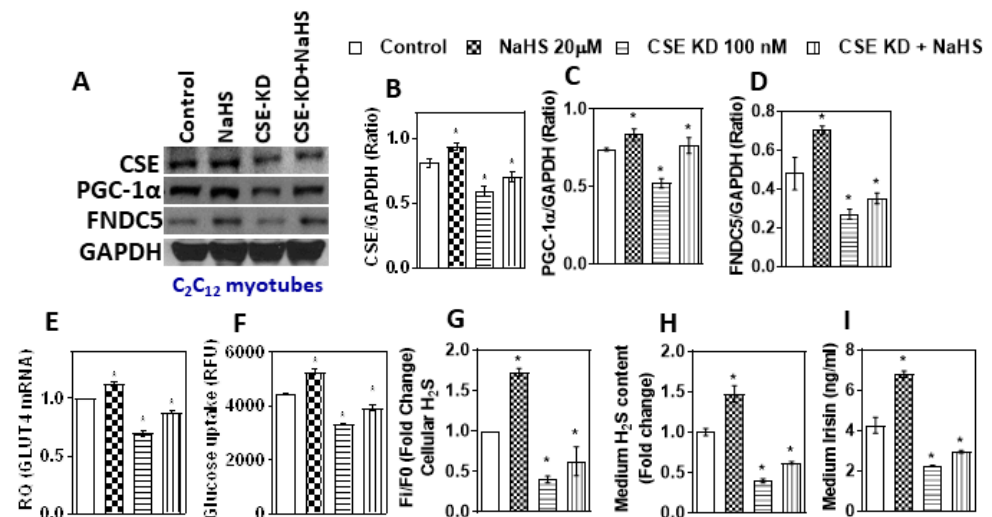 Control NaHS 20μM CSE KD 100 nM CSE KD + NaHS
A
Control
NaHS
CSE-KD
CSE-KD+NaHS
CSE
PGC-1α
FNDC5
GAPDH
C₂C₁₂ myotubes
B
CSE/GAPDH (Ratio)
1.0
0.5
0.0
* * *
C
PGC-1α/GAPDH (Ratio)
1.0
0.5
0.0
* * *
D
FNDC5/GAPDH (Ratio)
0.8
0.6
0.4
0.2
0.0
* * *
E
RQ (GLUT4 mRNA)
1.0
0.5
0.0
* * *
F
Glucose uptake (RFU)
6000
4000
2000
0
* * *
G
Fi/F0 (Fold Change)
Cellular H₂S
2.0
1.5
1.0
0.5
0.0
* * *
H
Medium H₂S content
(Fold change)
2.0
1.5
1.0
0.5
0.0
* * *
I
Medium Irisin (ng/ml)
8
6
4
2
0
* * *